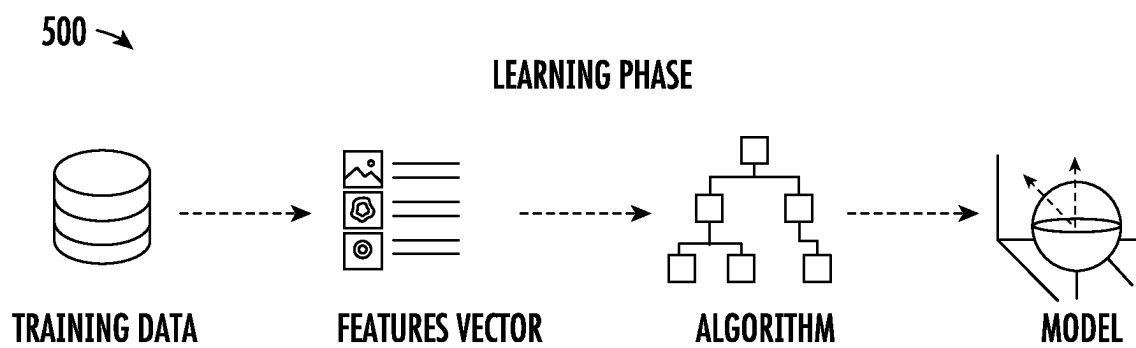 500
LEARNING PHASE
TRAINING DATA
FEATURES VECTOR
ALGORITHM
MODEL